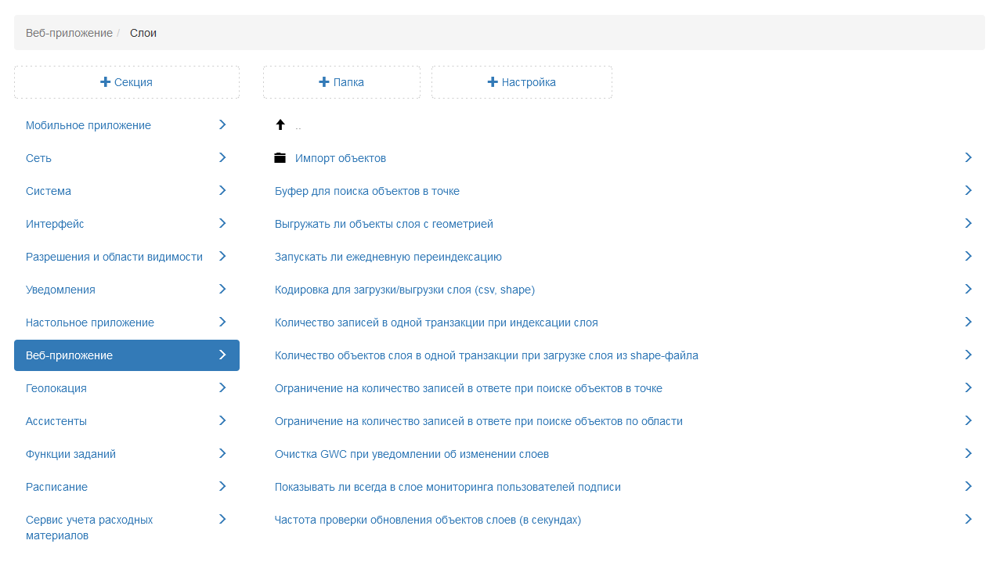 Веб-приложение / Слои
Секция
Папка
Настройка
Мобильное приложение
Сеть
Система
Интерфейс
Разрешения и области видимости
Уведомления
Настольное приложение
Веб-приложение
Геолокация
Ассистенты
Функции заданий
Расписание
Сервис учета расходных
материалов
..
Импорт объектов
Буфер для поиска объектов в точке
Выгружать ли объекты слоя с геометрией
Запускать ли ежедневную переиндексацию
Кодировка для загрузки/выгрузки слоя (csv, shape)
Количество записей в одной транзакции при индексации слоя
Количество объектов слоя в одной транзакции при загрузке слоя из shape-файла
Ограничение на количество записей в ответе при поиске объектов в точке
Ограничение на количество записей в ответе при поиске объектов по области
Очистка GWC при уведомлении об изменении слоев
Показывать ли всегда в слое мониторинга пользователей подписи
Частота проверки обновления объектов слоев (в секундах)